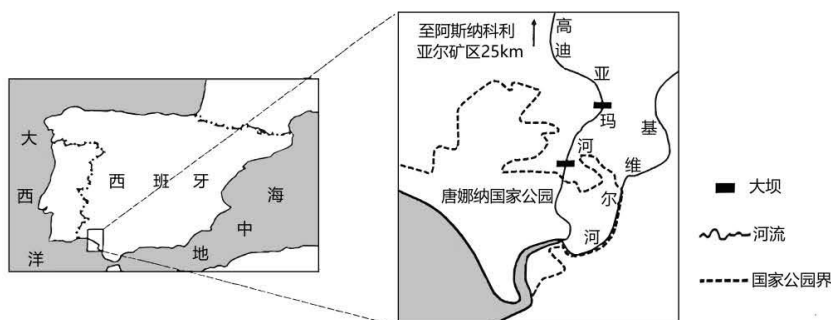 大西洋
西班牙
地中海
至阿斯纳科利
亚尔矿区25km
高迪亚玛河
基维尔河
唐娜纳国家公园
大坝
河流
国家公园界